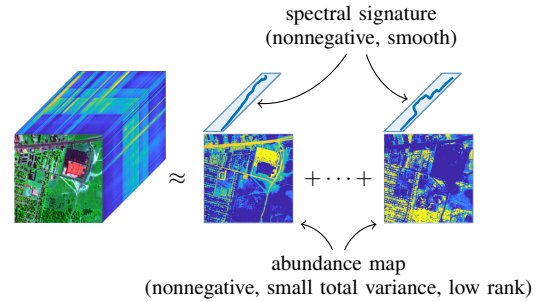 spectral signature
(nonnegative, smooth)
≈ + ··· +
abundance map
(nonnegative, small total variance, low rank)